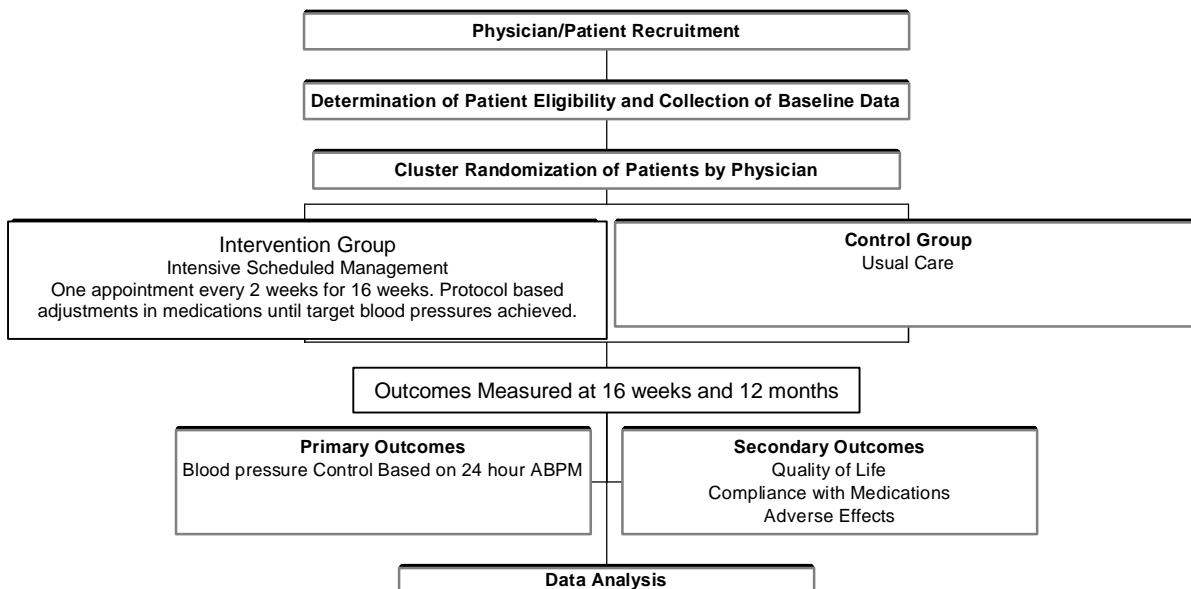 Physician/Patient Recruitment
Determination of Patient Eligibility and Collection of Baseline Data
Cluster Randomization of Patients by Physician
Intervention Group
Intensive Scheduled Management
One appointment every 2 weeks for 16 weeks. Protocol based
adjustments in medications until target blood pressures achieved.
Control Group
Usual Care
Outcomes Measured at 16 weeks and 12 months
Primary Outcomes
Blood pressure Control Based on 24 hour ABPM
Secondary Outcomes
Quality of Life
Compliance with Medications
Adverse Effects
Data Analysis